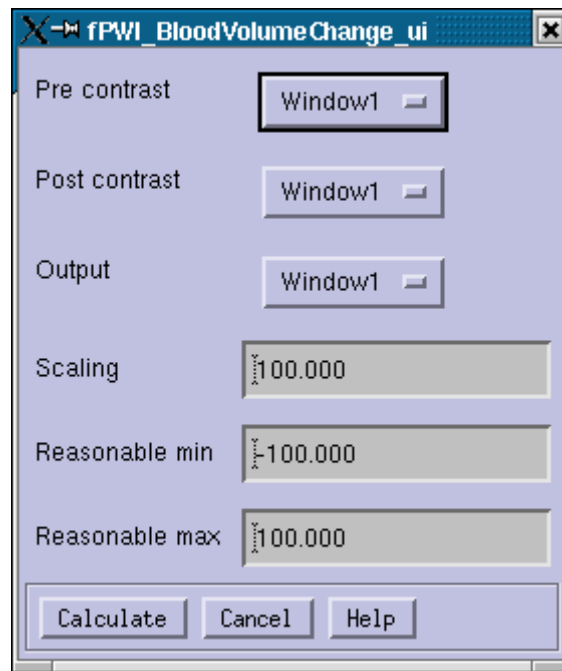 fPWI_BloodVolumeChange_ui
Pre contrast Window1
Post contrast Window1
Output Window1
Scaling 100.000
Reasonable min -100.000
Reasonable max 100.000
Calculate Cancel Help